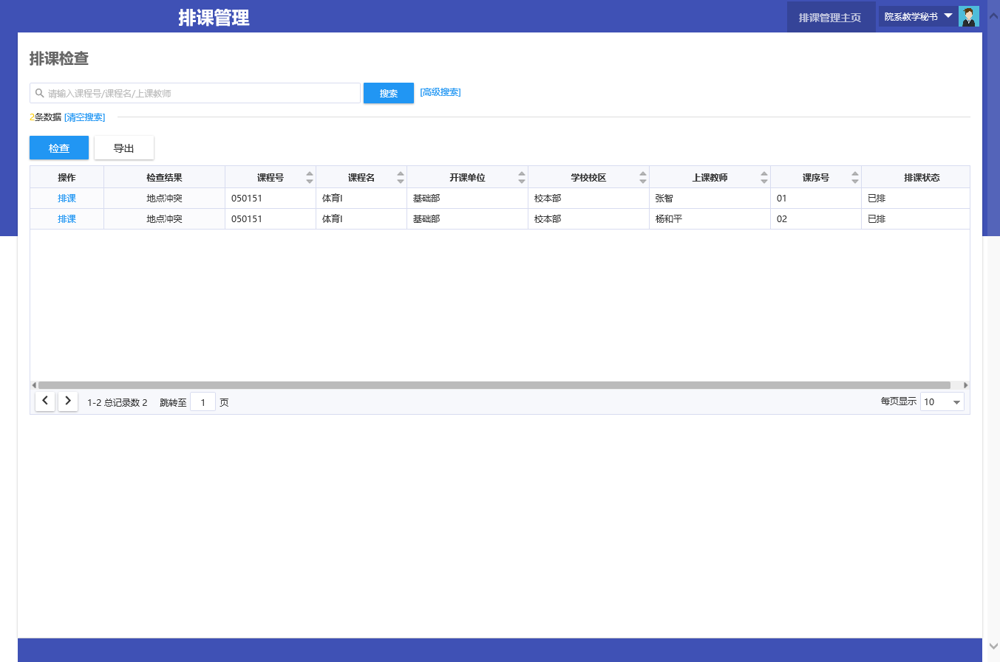 排课管理
排课管理主页
院系教学秘书
排课检查
请输入课程号/课程名/上课教师
搜索
[高级搜索]
2条数据 [清空搜索]
检查
导出
操作 检查结果 课程号 课程名 开课单位 学校校区 上课教师 课序号 排课状态
排课 地点冲突 050151 体育I 基础部 校本部 张智 01 已排
排课 地点冲突 050151 体育I 基础部 校本部 杨和平 02 已排
1-2 总记录数 2 跳转至 1 页
每页显示 10